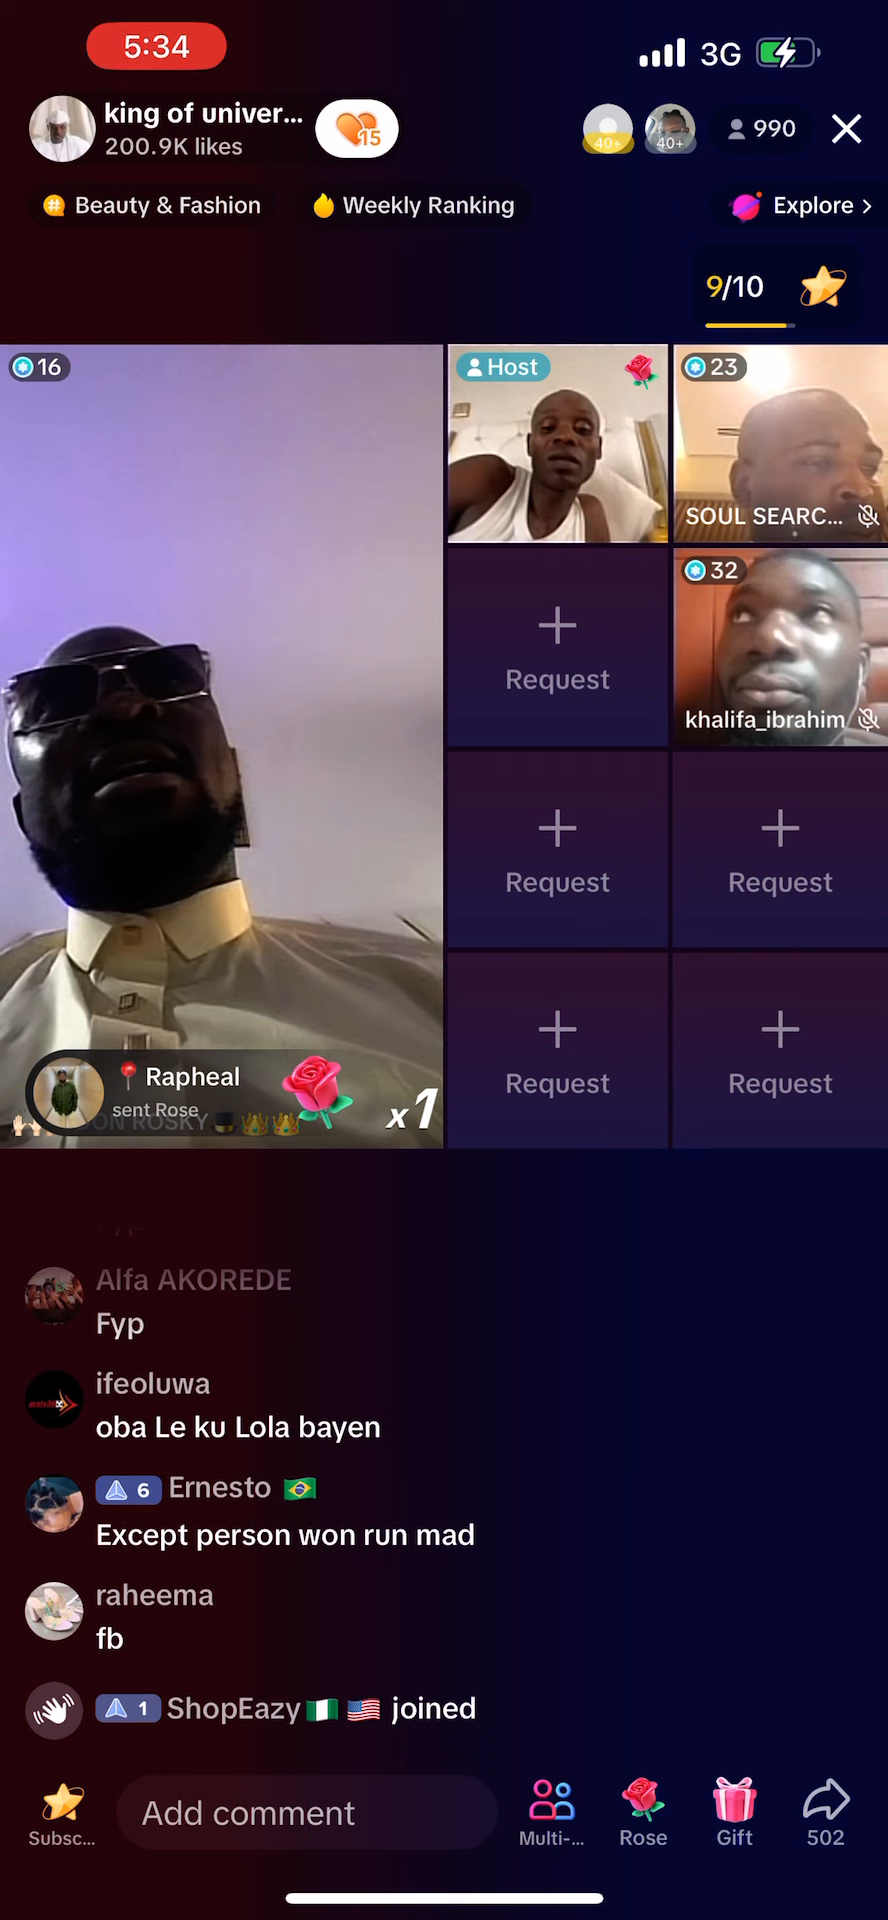 5:34
3G
king of univer...
200.9K likes
15
40+
40+
990
Beauty & Fashion
Weekly Ranking
Explore >
9/10
16
Host
23
SOUL SEARC...
Request
32
khalifa_ibrahim
Request
Request
Request
Request
Rapheal
sent Rose
x1
ON ROSKY
Alfa AKOREDE
Fyp
ifeoluwa
oba Le ku Lola bayen
6 Ernesto
Except person won run mad
raheema
fb
1 ShopEazy joined
Subsc...
Add comment
Multi-...
Rose
Gift
502